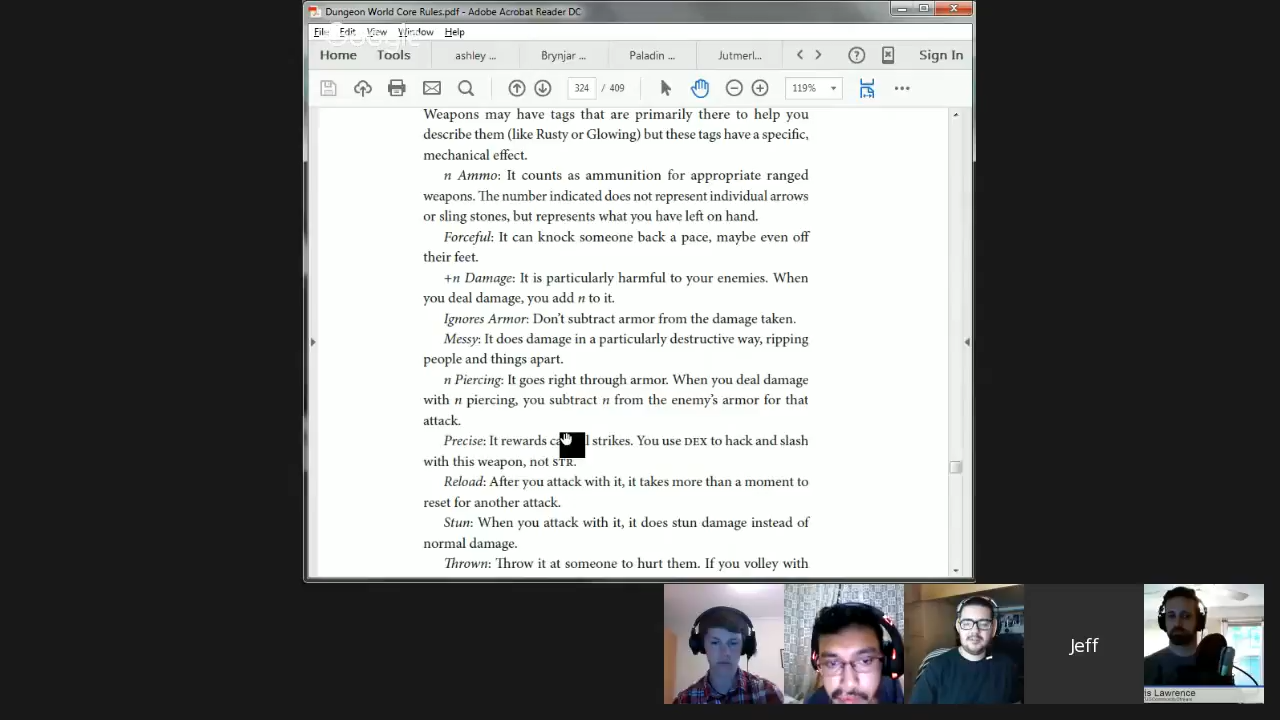 Dungeon World Core Rules.pdf - Adobe Acrobat Reader DC
File Edit View Window Help
Google
Home Tools ashley ... Brynjar ... Paladin ... Jutmerl... Sign In
324 / 409 119%
Weapons may have tags that are primarily there to help you
describe them (like Rusty or Glowing) but these tags have a specific,
mechanical effect.
n Ammo: It counts as ammunition for appropriate ranged
weapons. The number indicated does not represent individual arrows
or sling stones, but represents what you have left on hand.
Forceful: It can knock someone back a pace, maybe even off
their feet.
+n Damage: It is particularly harmful to your enemies. When
you deal damage, you add n to it.
Ignores Armor: Don't subtract armor from the damage taken.
Messy: It does damage in a particularly destructive way, ripping
people and things apart.
n Piercing: It goes right through armor. When you deal damage
with n piercing, you subtract n from the enemy's armor for that
attack.
Precise: It rewards strikes. You use DEX to hack and slash
with this weapon, not STR.
Reload: After you attack with it, it takes more than a moment to
reset for another attack.
Stun: When you attack with it, it does stun damage instead of
normal damage.
Thrown: Throw it at someone to hurt them. If you volley with
Jeff
is Lawrence